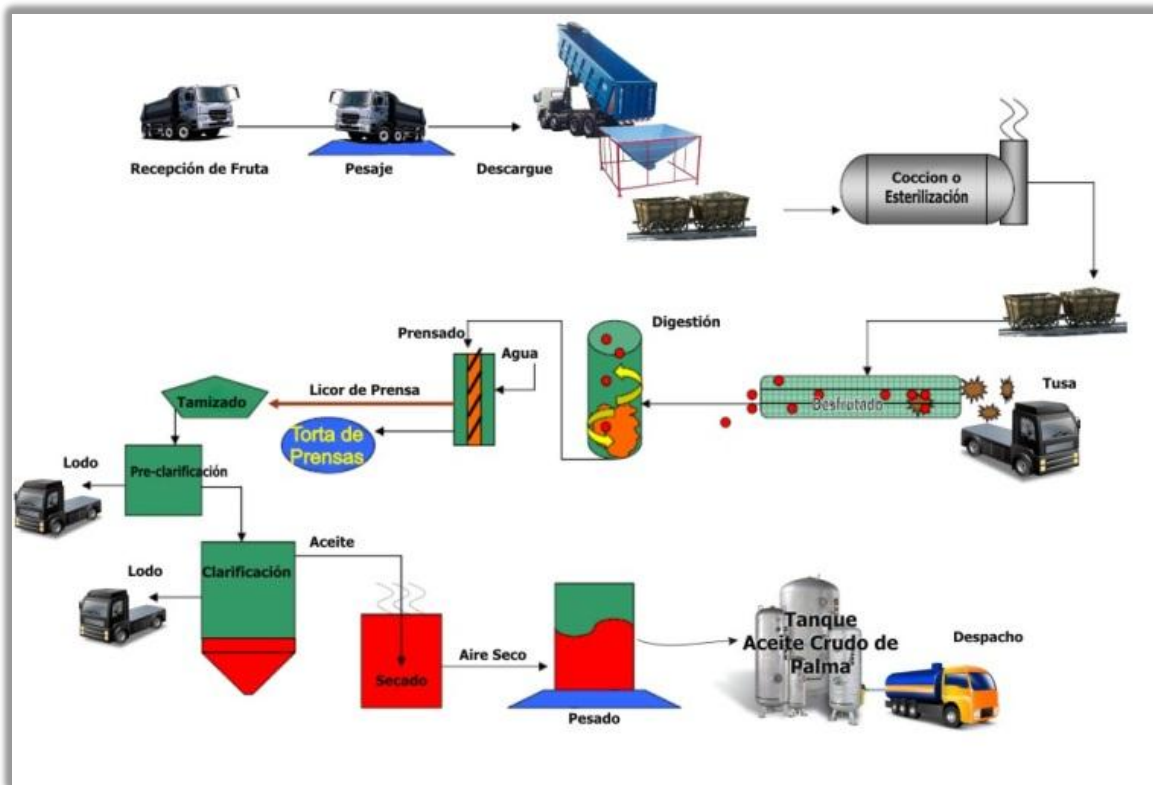 Recepción de Fruta
Pesaje
Descargue
Coccion o
Esterilización
Tusa
Desfrutado
Digestión
Prensado
Agua
Licor de Prensa
Torta de
Prensas
Tamizado
Pre-clarificación
Lodo
Clarificación
Lodo
Aceite
Secado
Aire Seco
Pesado
Tanque
Aceite Crudo de
Palma
Despacho